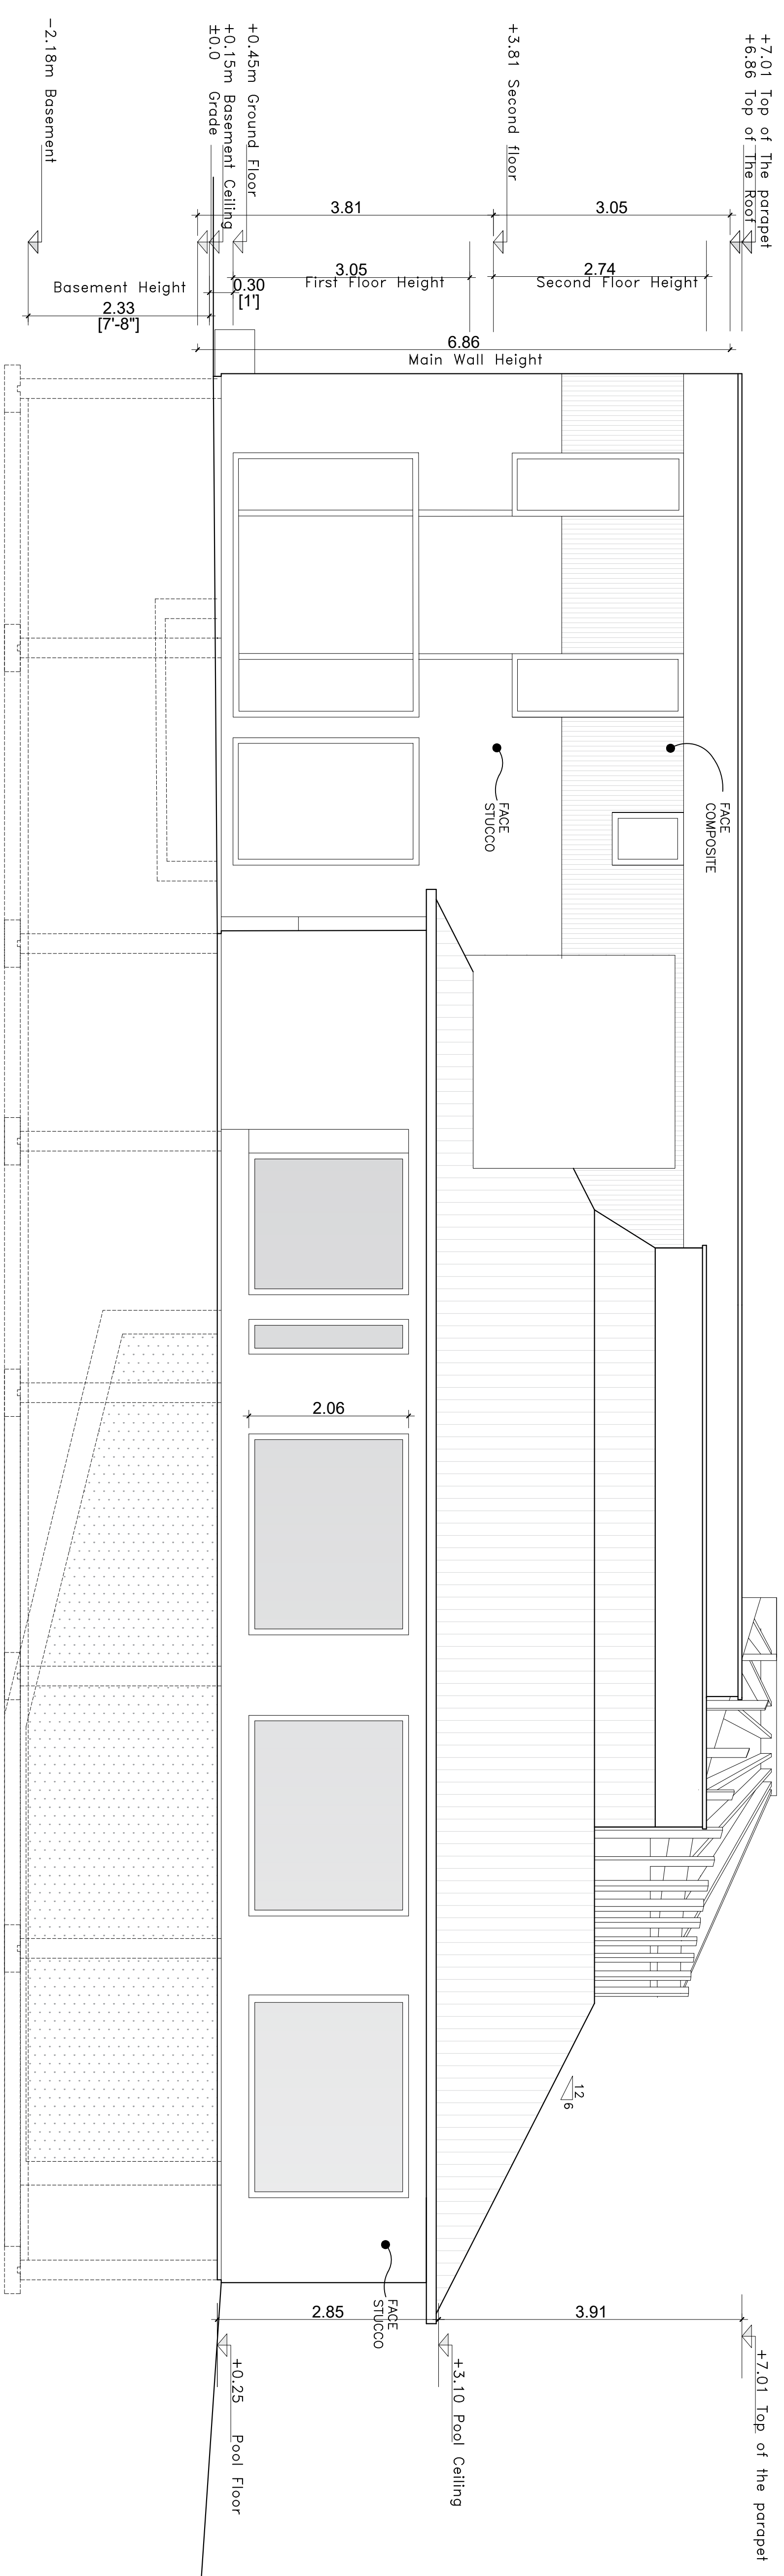 +7.01 Top of The parapet
+6.86 Top of The Roof
+3.81 Second floor
+0.45m Ground Floor
+0.15m Basement Ceiling
±0.0 Grade
-2.18m Basement
3.05
3.81
2.74
Second Floor Height
3.05
First Floor Height
0.30
[1']
Basement Height
2.33
[7'-8"]
6.86
Main Wall Height
FACE
COMPOSITE
FACE
STUCCO
2.06
12
6
FACE
STUCCO
3.91
2.85
+7.01 Top of the parapet
+3.10 Pool Ceiling
+0.25 Pool Floor